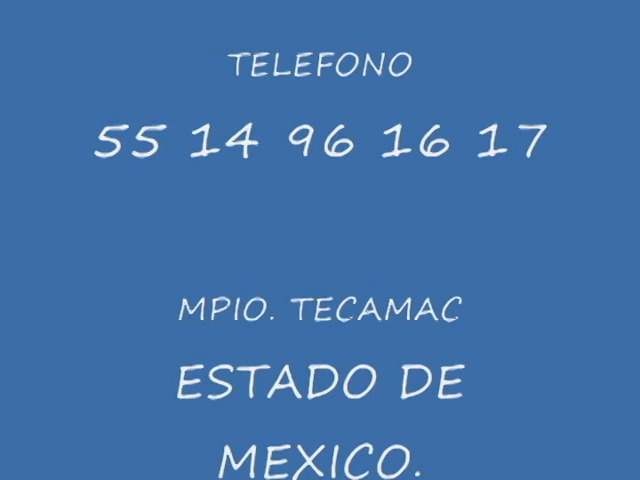 TELEFONO
55 14 96 16 17
MPIO. TECAMAC
ESTADO DE
MEXICO.